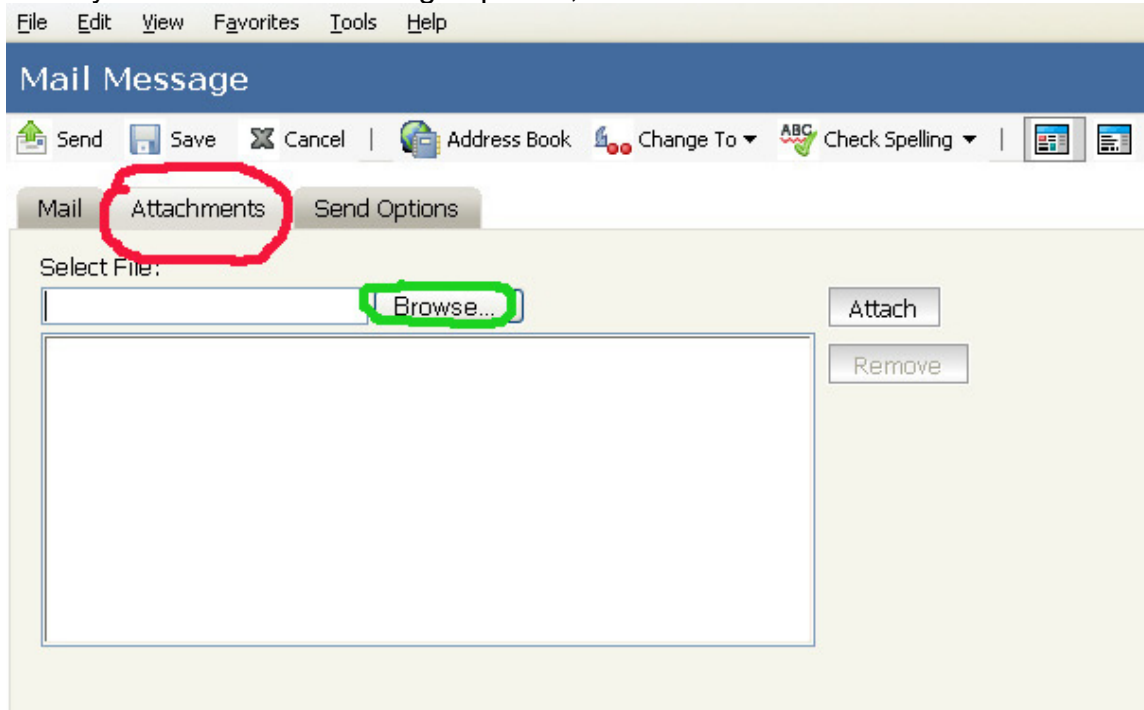 File Edit View Favorites Tools Help
Mail Message
Send Save Cancel | Address Book Change To ABC Check Spelling |
Mail Attachments Send Options
Select File:
Browse... Attach
Remove